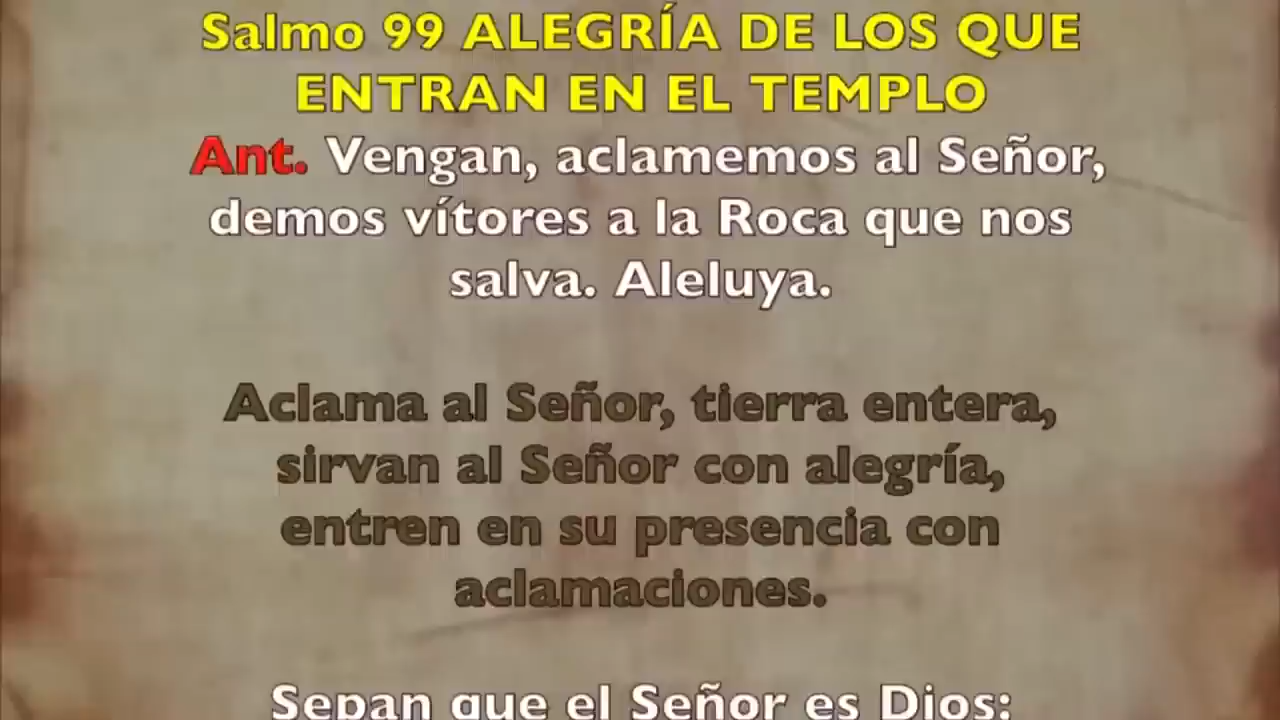 Salmo 99 ALEGRÍA DE LOS QUE
ENTRAN EN EL TEMPLO
Ant. Vengan, aclamemos al Señor,
demos vítores a la Roca que nos
salva. Aleluya.
Aclama al Señor, tierra entera,
sirvan al Señor con alegría,
entren en su presencia con
aclamaciones.
Sepan que el Señor es Dios: